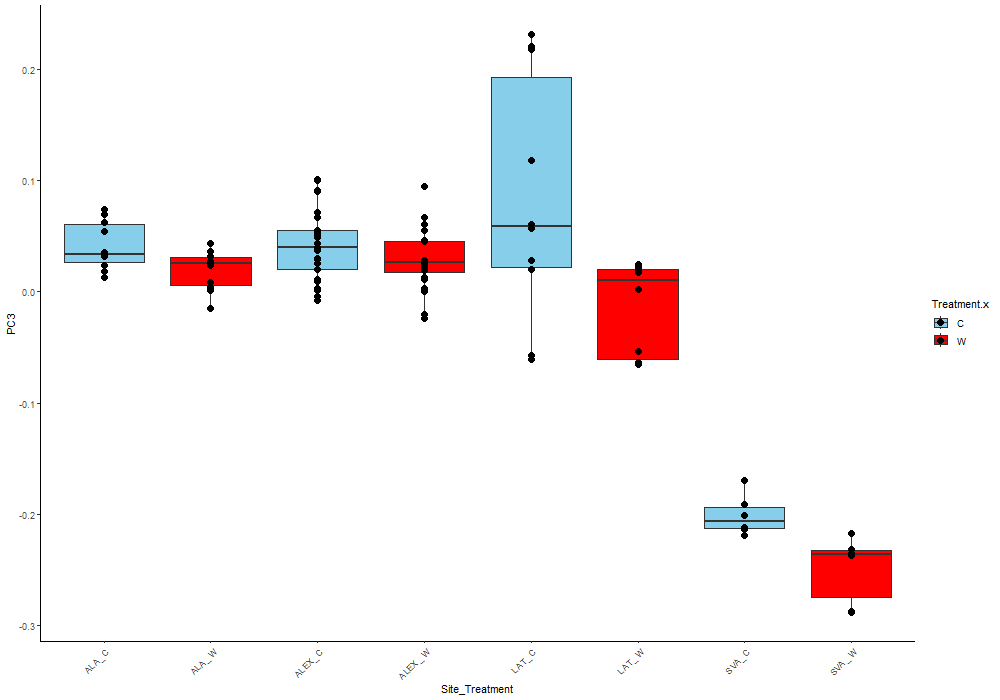 0.2
0.1
0.0
-0.1
-0.2
-0.3
PC3
ALA_C
ALA_W
ALEX_C
ALEX_W
LAT_C
LAT_W
SVA_C
SVA_W
Site_Treatment
Treatment.x
C
W